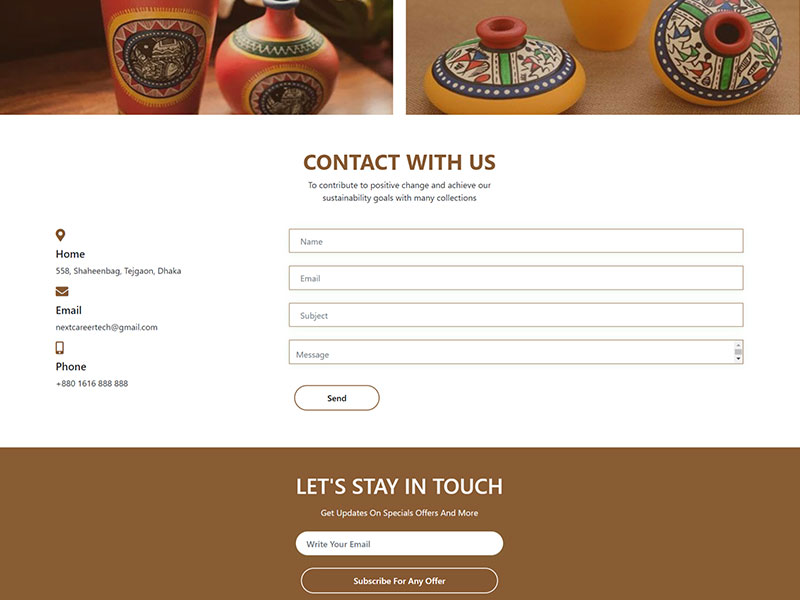 CONTACT WITH US
To contribute to positive change and achieve our
sustainability goals with many collections
Home
558, Shaheenbag, Tejgaon, Dhaka
Email
nextcareertech@gmail.com
Phone
+880 1616 888 888
Name
Email
Subject
Message
Send
LET'S STAY IN TOUCH
Get Updates On Specials Offers And More
Write Your Email
Subscribe For Any Offer